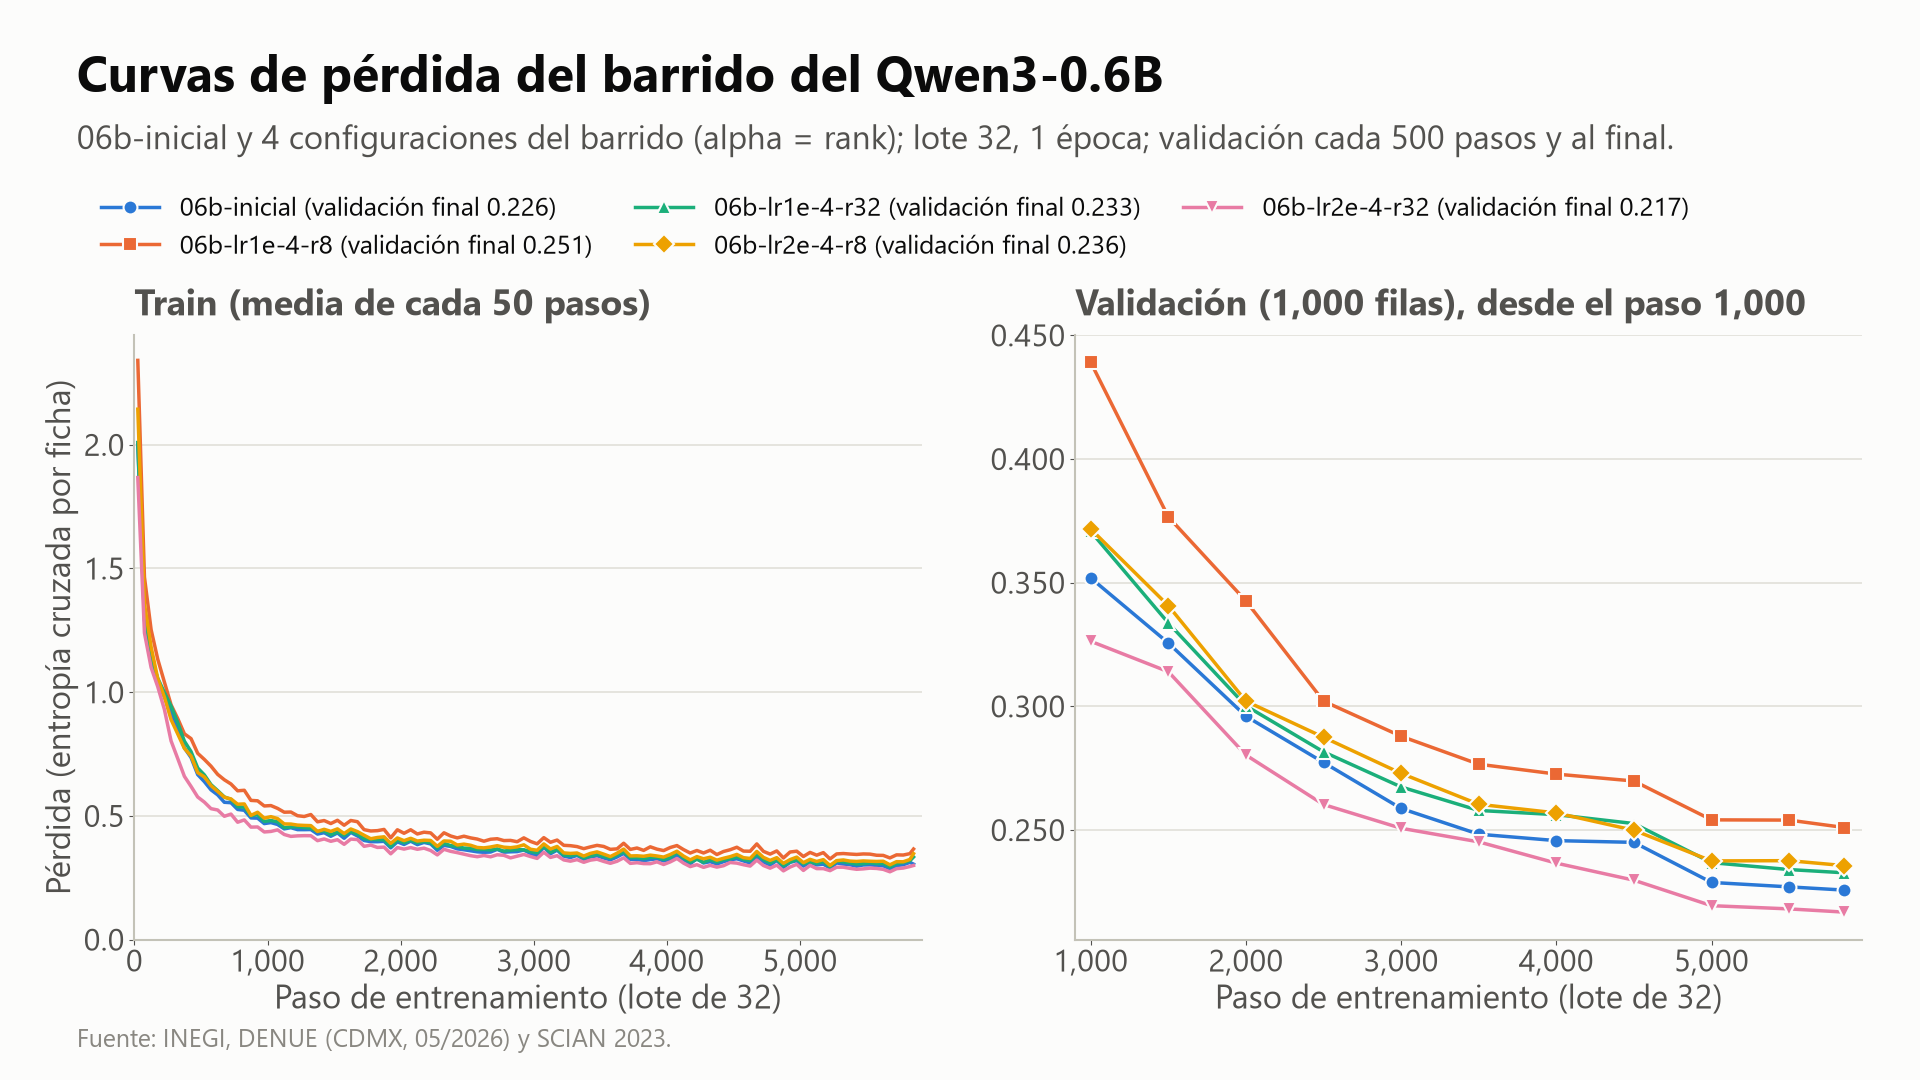 Curvas de pérdida del barrido del Qwen3-0.6B
06b-inicial y 4 configuraciones del barrido (alpha = rank); lote 32, 1 época; validación cada 500 pasos y al final.
06b-inicial (validación final 0.226)
06b-lr1e-4-r8 (validación final 0.251)
06b-lr1e-4-r32 (validación final 0.233)
06b-lr2e-4-r8 (validación final 0.236)
06b-lr2e-4-r32 (validación final 0.217)
Train (media de cada 50 pasos)
Pérdida (entropía cruzada por ficha)
2.0
1.5
1.0
0.5
0.0
0
1,000
2,000
3,000
4,000
5,000
Paso de entrenamiento (lote de 32)
Validación (1,000 filas), desde el paso 1,000
0.450
0.400
0.350
0.300
0.250
1,000
2,000
3,000
4,000
5,000
Paso de entrenamiento (lote de 32)
Fuente: INEGI, DENUE (CDMX, 05/2026) y SCIAN 2023.